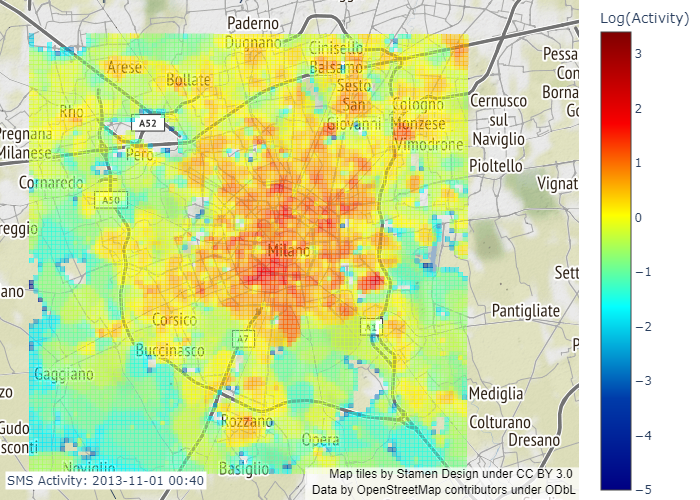 Log(Activity)
3
2
1
0
−1
−2
−3
−4
−5
Paderno
Dugnano
Cinisello
Balsamo
Arese
Bollate
Sesto
San
Giovanni
Rho
Cologno
Monzese
Cernusco
sul
Naviglio
Pessa
Con
Borna
Go
A52
Pregnana
Milanese
Pero
Vimodrone
Pioltello
Cornaredo
Vignat
A50
reggio
Milano
Sett
ano
Pantigliate
Corsico
A7
A1
Buccinasco
P
Gaggiano
zo
Mediglia
Rozzano
Colturano
Gudo
sconti
Opera
Dresano
Noviglio
Basiglio
SMS Activity: 2013-11-01 00:40
Map tiles by Stamen Design under CC BY 3.0
Data by OpenStreetMap contributors under ODbL